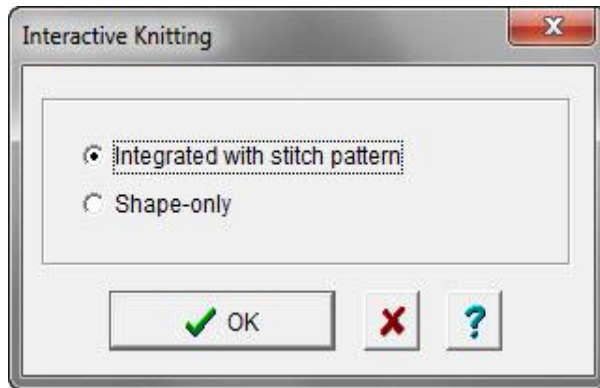 Interactive Knitting
Integrated with stitch pattern
Shape-only
OK
?